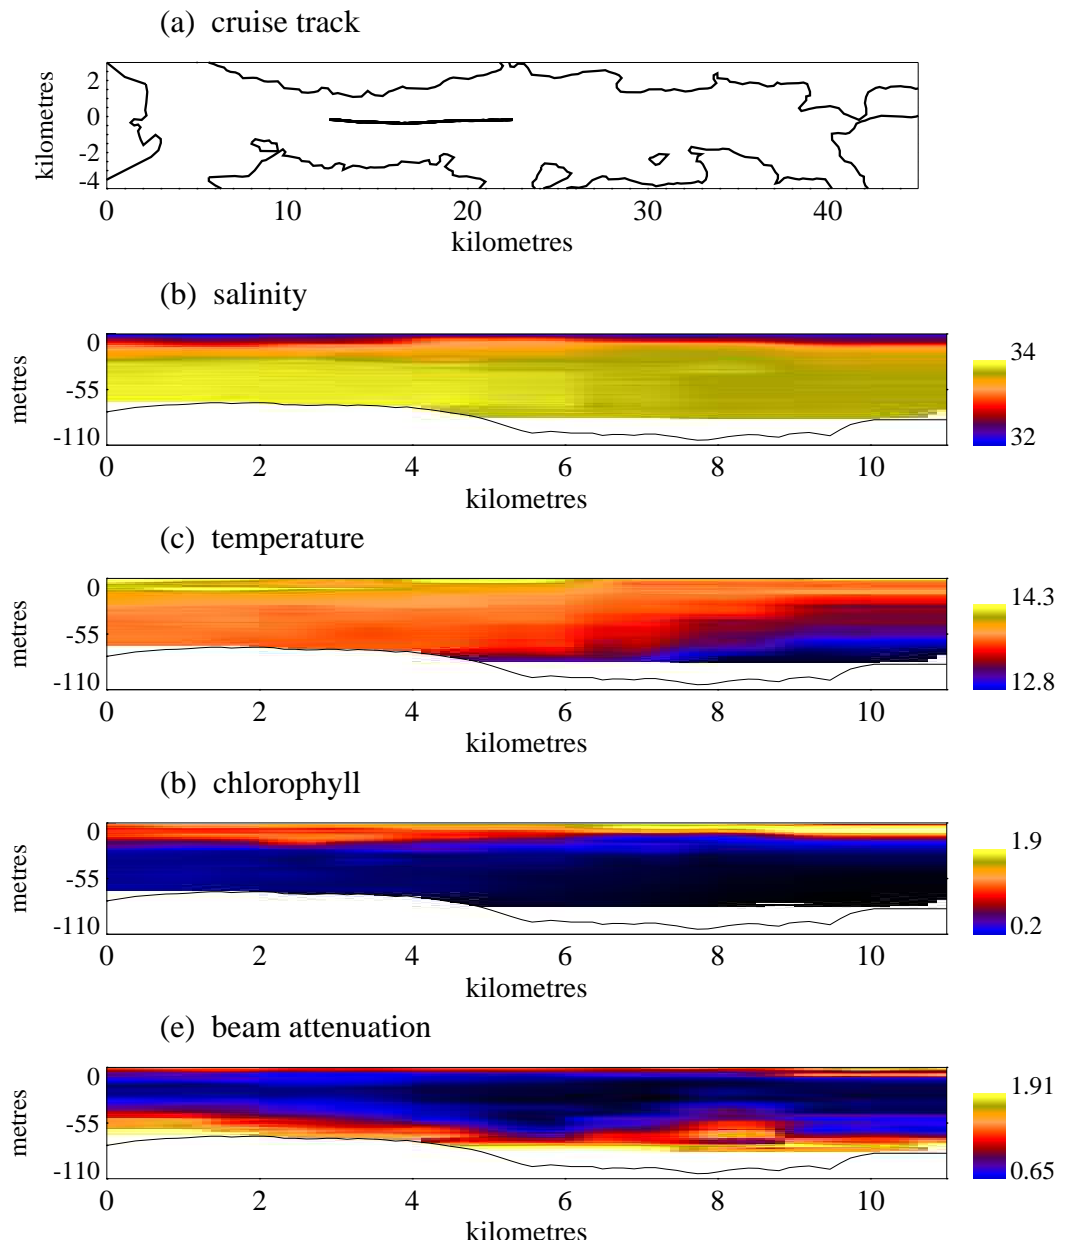 (a) cruise track
kilometres
2
0
-2
-4
0 10 20 30 40
kilometres
(b) salinity
metres
0
-55
-110
34
32
0 2 4 6 8 10
kilometres
(c) temperature
metres
0
-55
-110
14.3
12.8
0 2 4 6 8 10
kilometres
(b) chlorophyll
metres
0
-55
-110
1.9
0.2
0 2 4 6 8 10
kilometres
(e) beam attenuation
metres
0
-55
-110
1.91
0.65
0 2 4 6 8 10
kilometres